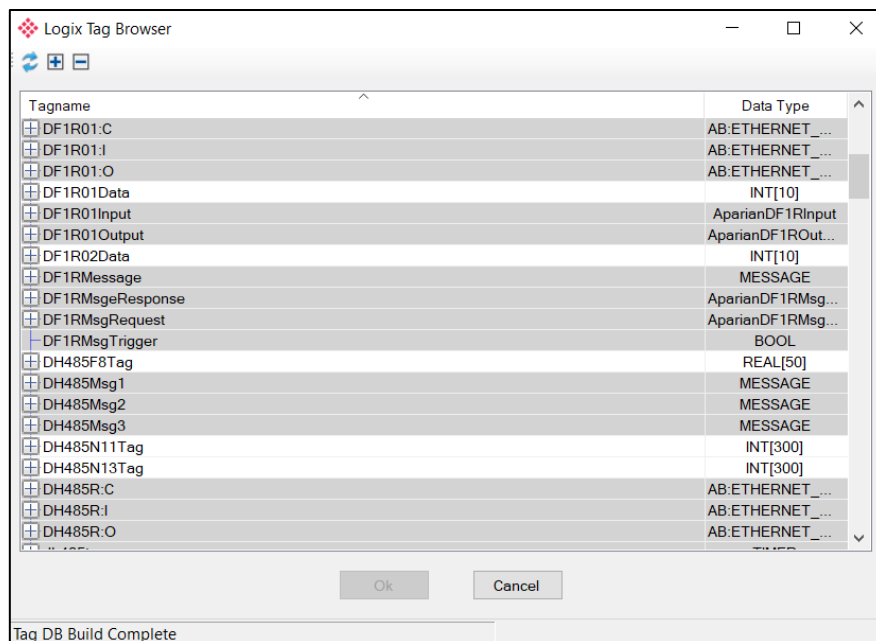 Logix Tag Browser
Tagname Data Type
DF1R01:C AB:ETHERNET_...
DF1R01:I AB:ETHERNET_...
DF1R01:O AB:ETHERNET_...
DF1R01Data INT[10]
DF1R01Input AparianDF1RInput
DF1R01Output AparianDF1ROut...
DF1R02Data INT[10]
DF1RMessage MESSAGE
DF1RMsgeResponse AparianDF1RMsg...
DF1RMsgRequest AparianDF1RMsg...
DF1RMsgTrigger BOOL
DH485F8Tag REAL[50]
DH485Msg1 MESSAGE
DH485Msg2 MESSAGE
DH485Msg3 MESSAGE
DH485N11Tag INT[300]
DH485N13Tag INT[300]
DH485R:C AB:ETHERNET_...
DH485R:I AB:ETHERNET_...
DH485R:O AB:ETHERNET_...
Ok Cancel
Tag DB Build Complete